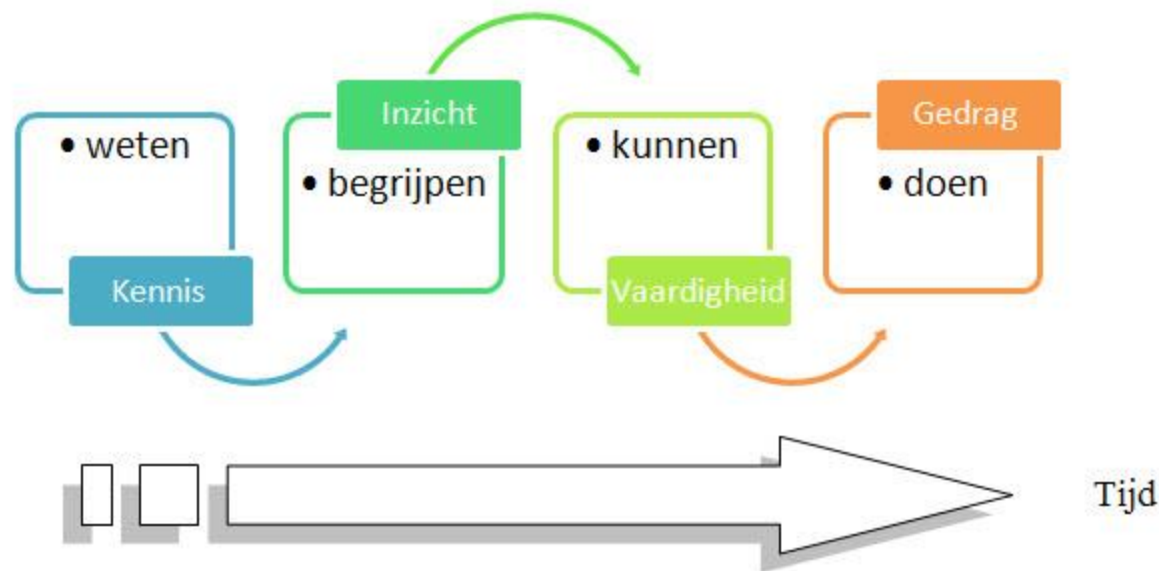 • weten
Kennis
Inzicht
• begrijpen
• kunnen
Vaardigheid
Gedrag
• doen
Tijd